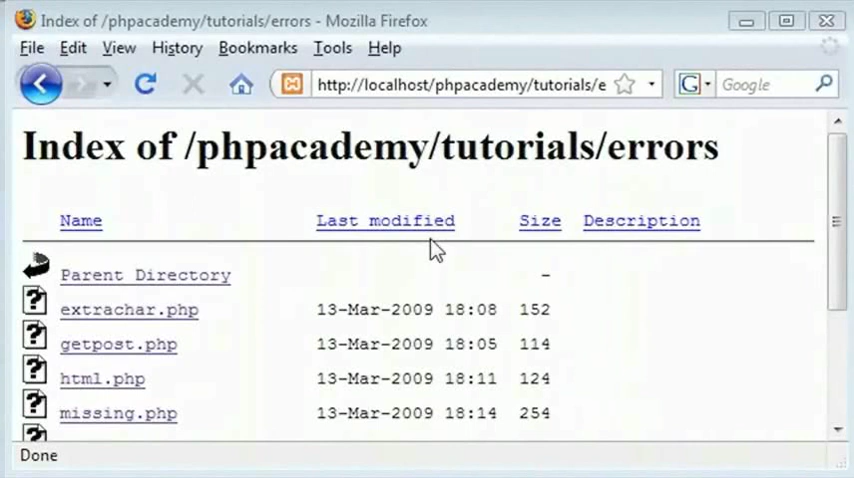 Index of /phpacademy/tutorials/errors - Mozilla Firefox
File Edit View History Bookmarks Tools Help
http://localhost/phpacademy/tutorials/e Google
Index of /phpacademy/tutorials/errors
Name Last modified Size Description
Parent Directory -
extrachar.php 13-Mar-2009 18:08 152
getpost.php 13-Mar-2009 18:05 114
html.php 13-Mar-2009 18:11 124
missing.php 13-Mar-2009 18:14 254
Done